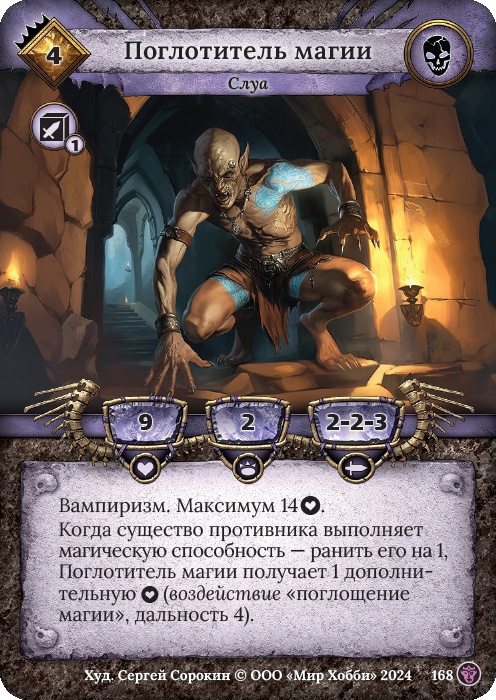 4
Поглотитель магии
Слуа
1
9
2
2-2-3
Вампиризм. Максимум 14.
Когда существо противника выполняет
магическую способность — ранить его на 1,
Поглотитель магии получает 1 дополни-
тельную (воздействие «поглощение
магии», дальность 4).
Худ. Сергей Сорокин © ООО «Мир Хобби» 2024 168